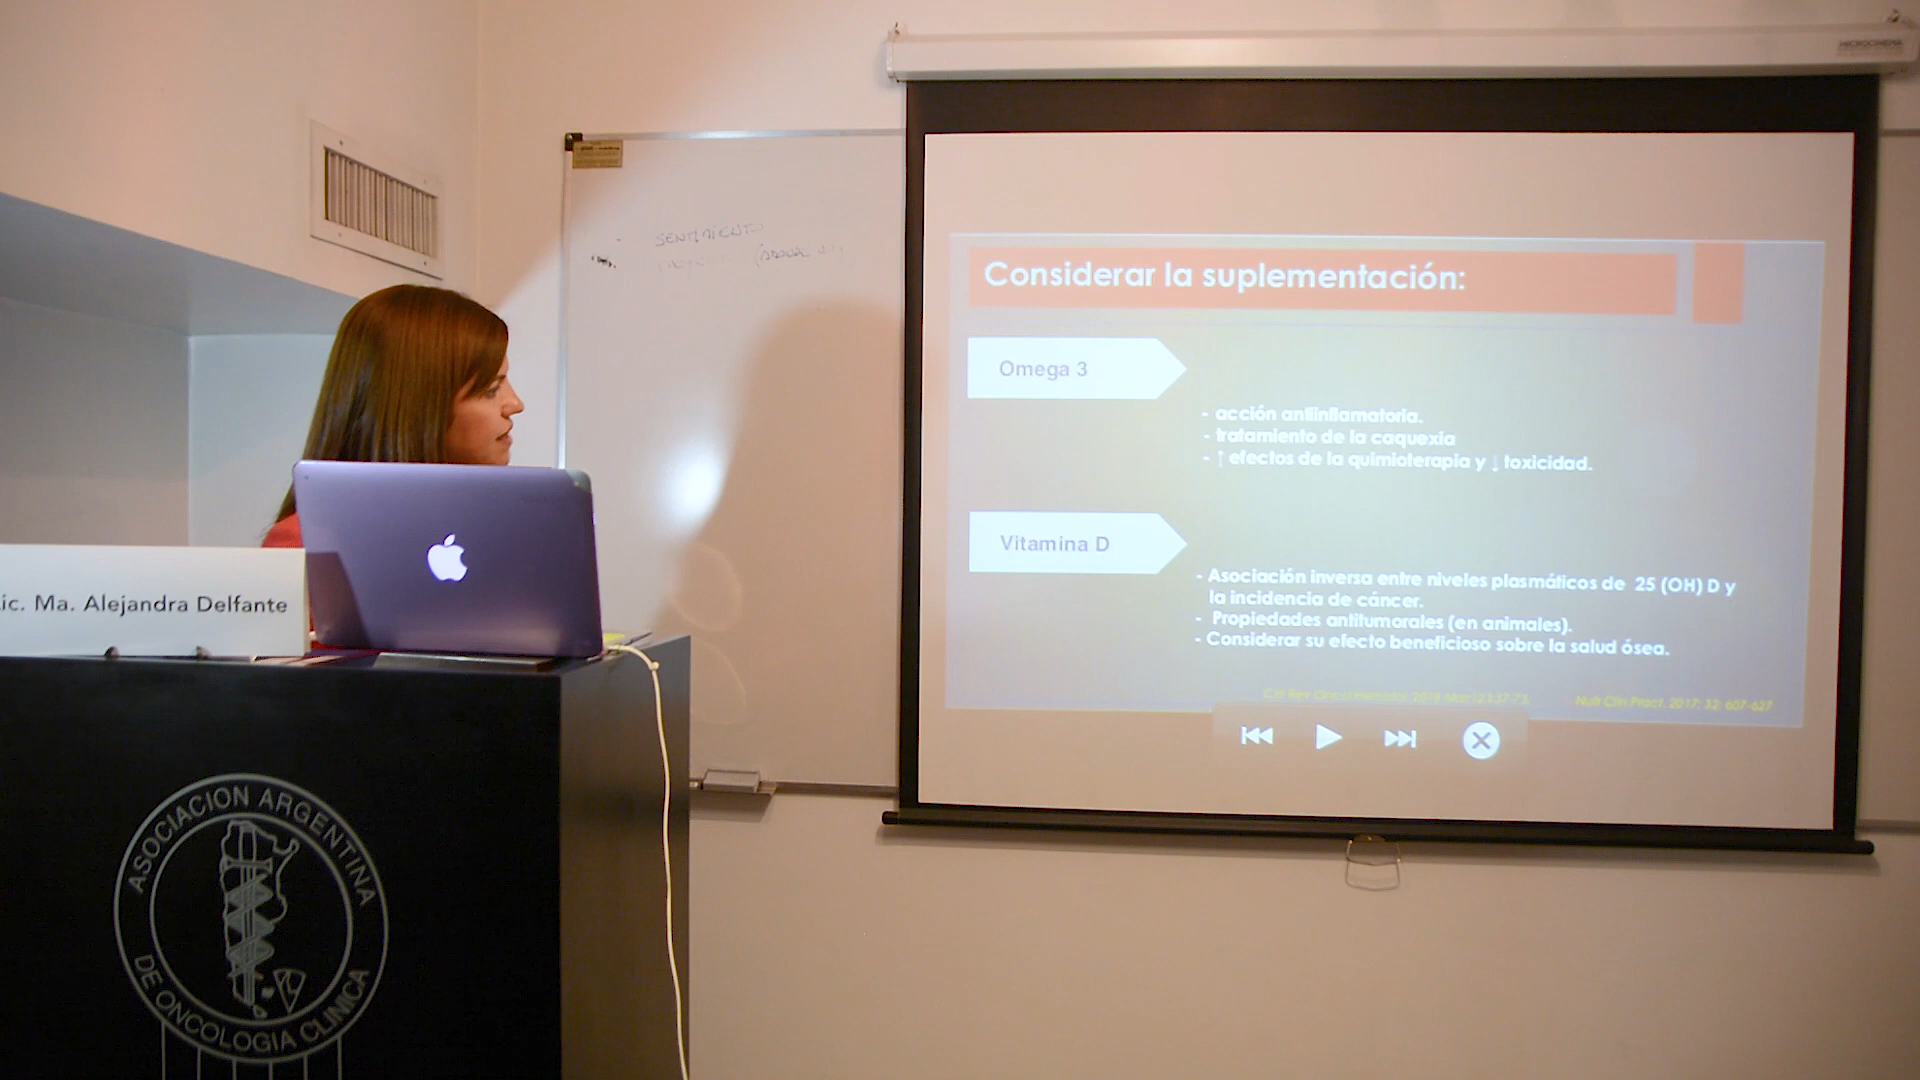 SENTIMIENTO
Considerar la suplementación:
Omega 3
- acción antiinflamatoria.
- tratamiento de la caquexia
- ↑ efectos de la quimioterapia y ↓ toxicidad.
Vitamina D
- Asociación inversa entre niveles plasmáticos de 25 (OH) D y
la incidencia de cáncer.
- Propiedades antitumorales (en animales).
- Considerar su efecto beneficioso sobre la salud ósea.
Nutr Clin Pract. 2017; 32: 607-627
Lic. Ma. Alejandra Delfante
ASOCIACION ARGENTINA
DE ONCOLOGIA CLINICA